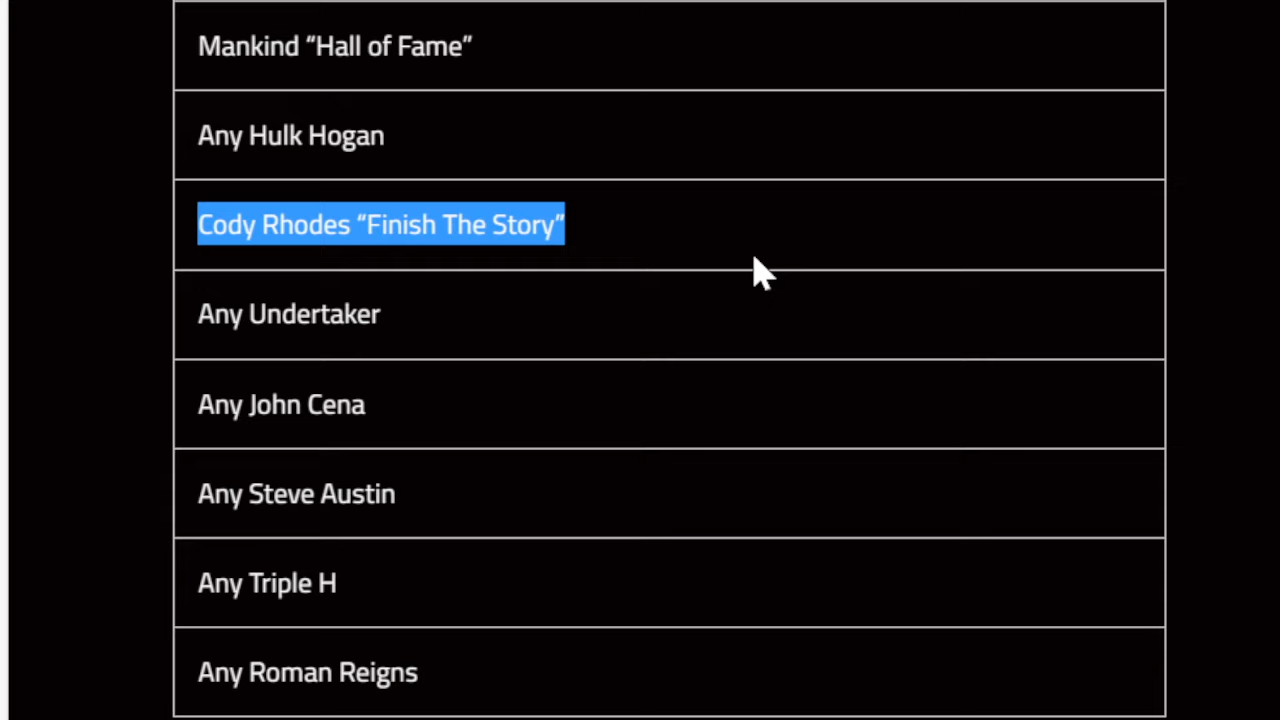 Mankind “Hall of Fame”
Any Hulk Hogan
Cody Rhodes “Finish The Story”
Any Undertaker
Any John Cena
Any Steve Austin
Any Triple H
Any Roman Reigns